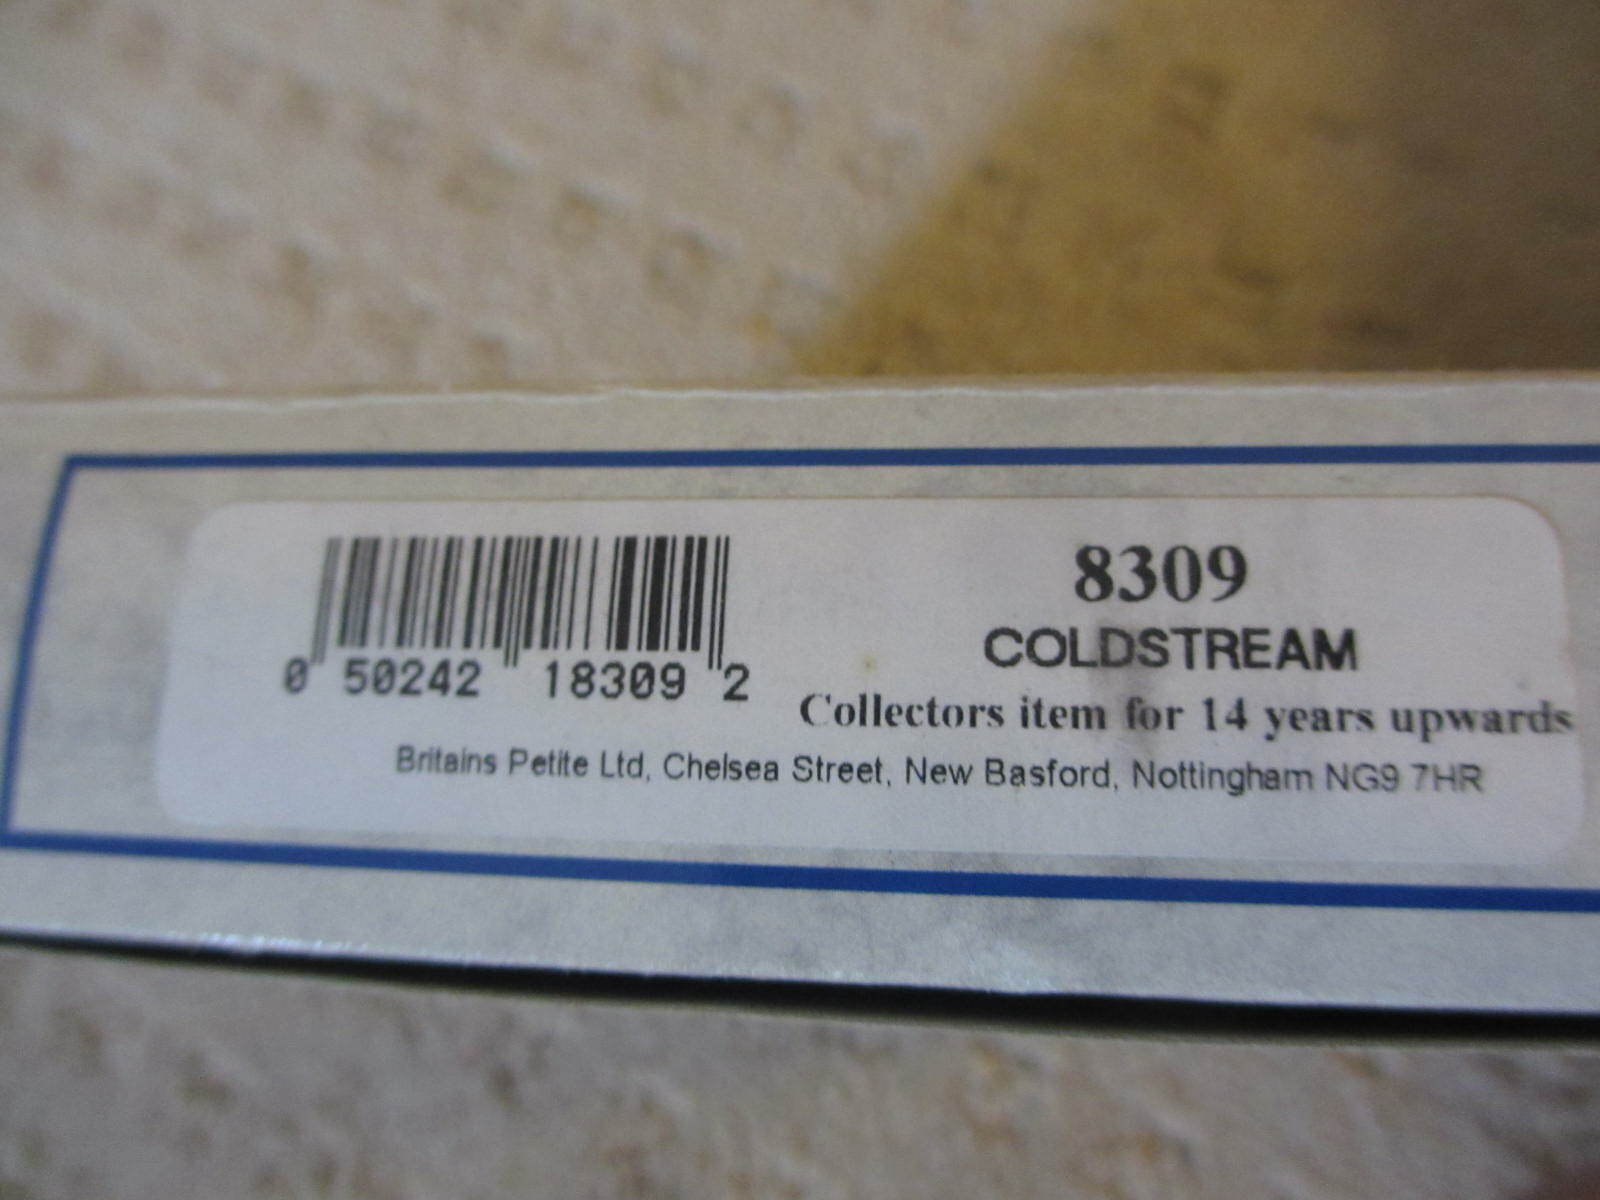 8309
COLDSTREAM
0 50242 18309 2
Collectors item for 14 years upwards
Britains Petite Ltd, Chelsea Street, New Basford, Nottingham NG9 7HR